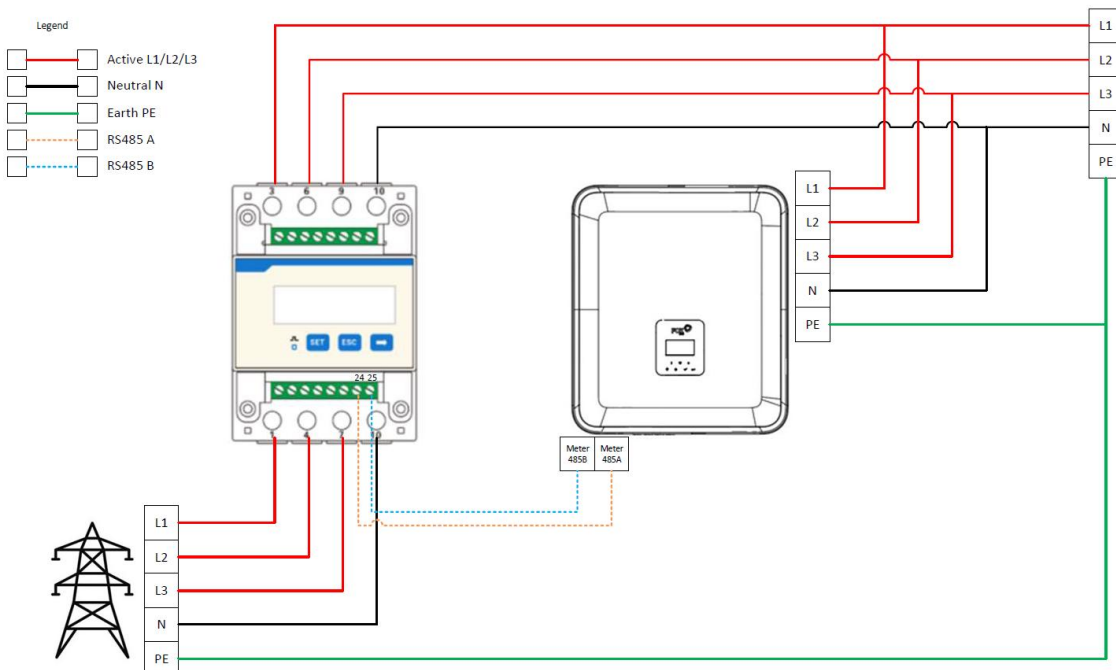 Legend
Active L1/L2/L3
Neutral N
Earth PE
RS485 A
RS485 B
L1
L2
L3
N
PE
3 6 9 10
L1
L2
L3
N
PE
SET ESC
24 25
1 4 10
Meter
485B
Meter
485A
L1
L2
L3
N
PE